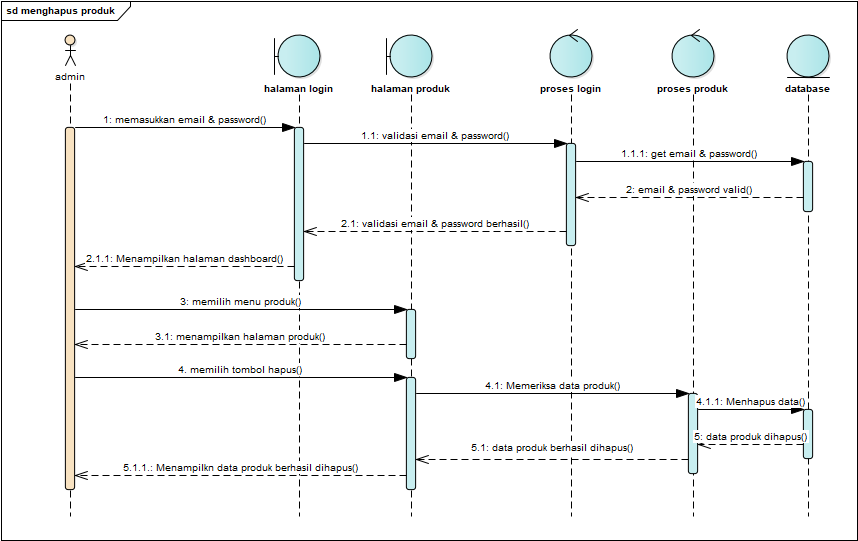 sd menghapus produk
admin
halaman login
halaman produk
proses login
proses produk
database
1: memasukkan email & password()
1.1: validasi email & password()
1.1.1: get email & password()
2: email & password valid()
2.1: validasi email & password berhasil()
2.1.1: Menampilkan halaman dashboard()
3: memilih menu produk()
3.1: menampilkan halaman produk()
4. memilih tombol hapus()
4.1: Memeriksa data produk()
4.1.1: Menhapus data()
5: data produk dihapus()
5.1: data produk berhasil dihapus()
5.1.1.: Menampilkn data produk berhasil dihapus()